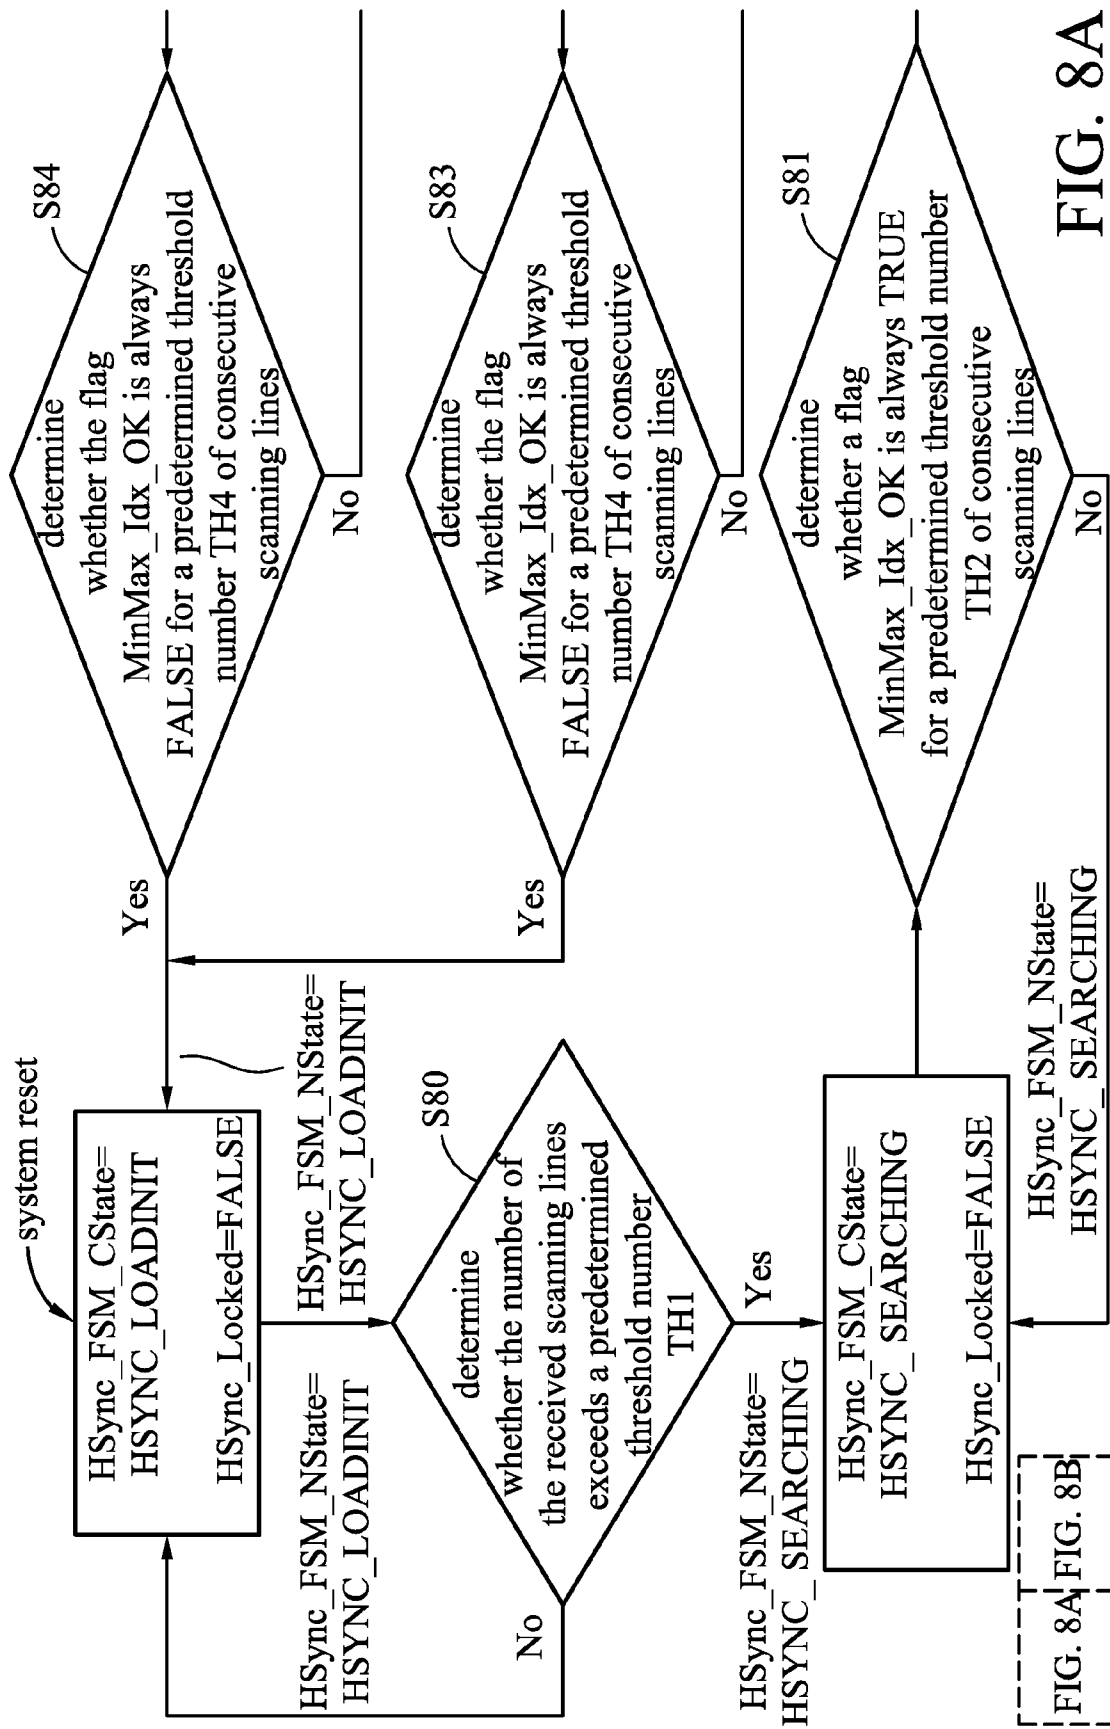 system reset
HSync_FSM_CState=
HSYNC_LOADINIT
HSync_Locked=FALSE
HSync_FSM_NState=
HSYNC_LOADINIT
Yes
determine
whether the flag
MinMax_Idx_OK is always
FALSE for a predetermined threshold
number TH4 of consecutive
scanning lines
S84
No
HSync_FSM_NState=
HSYNC_LOADINIT
determine
whether the number of
the received scanning lines
exceeds a predetermined
threshold number
TH1
S80
No
Yes
Yes
determine
whether the flag
MinMax_Idx_OK is always
FALSE for a predetermined threshold
number TH4 of consecutive
scanning lines
S83
No
HSync_FSM_NState=
HSYNC_SEARCHING
HSync_FSM_CState=
HSYNC_SEARCHING
HSync_Locked=FALSE
determine
whether a flag
MinMax_Idx_OK is always TRUE
for a predetermined threshold number
TH2 of consecutive
scanning lines
S81
No
HSync_FSM_NState=
HSYNC_SEARCHING
FIG. 8A FIG. 8B
FIG. 8A